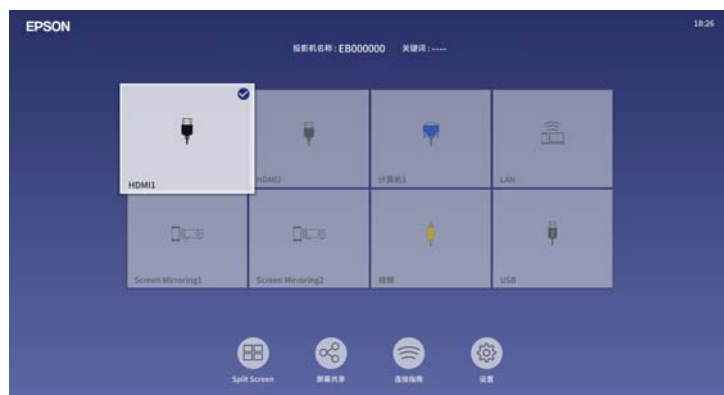 EPSON
18:26
投影机名称 : EB000000 关键词 : ----
HDMI1
HDMI2
计算机1
LAN
Screen Mirroring1
Screen Mirroring2
视频
USB
Split Screen
屏幕共享
连接指南
设置